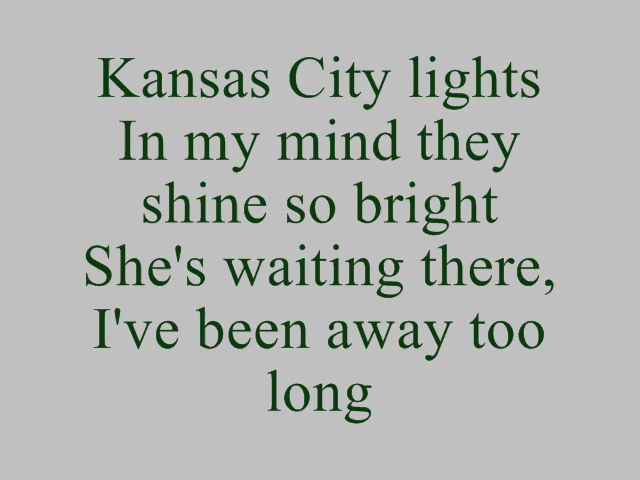 Kansas City lights
In my mind they
shine so bright
She's waiting there,
I've been away too
long